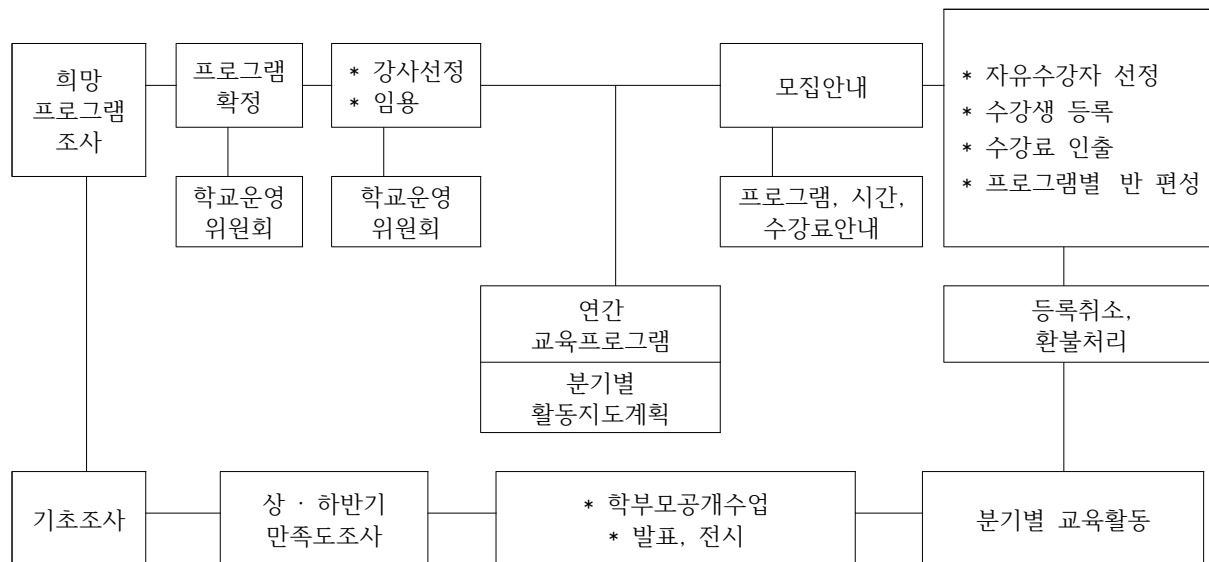 희망
프로그램
조사
프로그램
확정
* 강사선정
* 임용
모집안내
* 자유수강자 선정
* 수강생 등록
* 수강료 인출
* 프로그램별 반 편성
학교운영
위원회
학교운영
위원회
프로그램, 시간,
수강료안내
연간
교육프로그램
분기별
활동지도계획
등록취소,
환불처리
기초조사
상 · 하반기
만족도조사
* 학부모공개수업
* 발표, 전시
분기별 교육활동